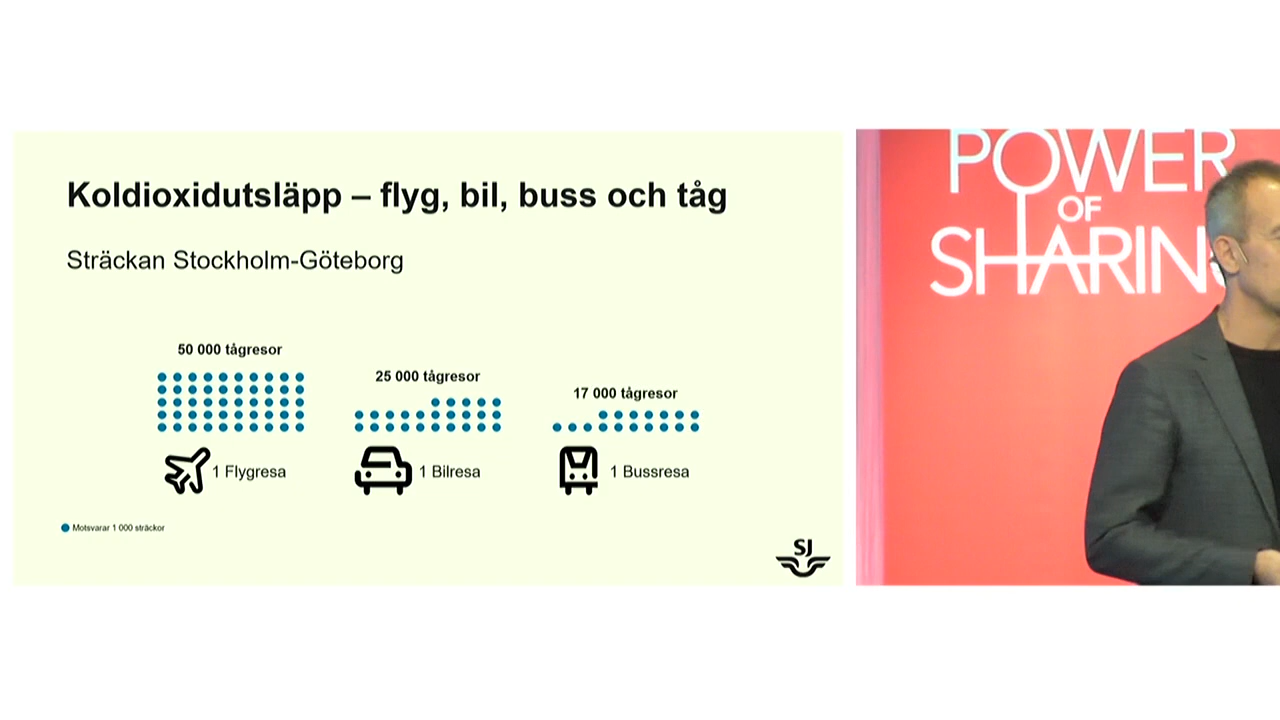 Koldioxidutsläpp – flyg, bil, buss och tåg
Sträckan Stockholm-Göteborg
50 000 tågresor
25 000 tågresor
17 000 tågresor
1 Flygresa
1 Bilresa
1 Bussresa
Motsvarar 1 000 sträckor
SJ
POWER
OF
SHARIN